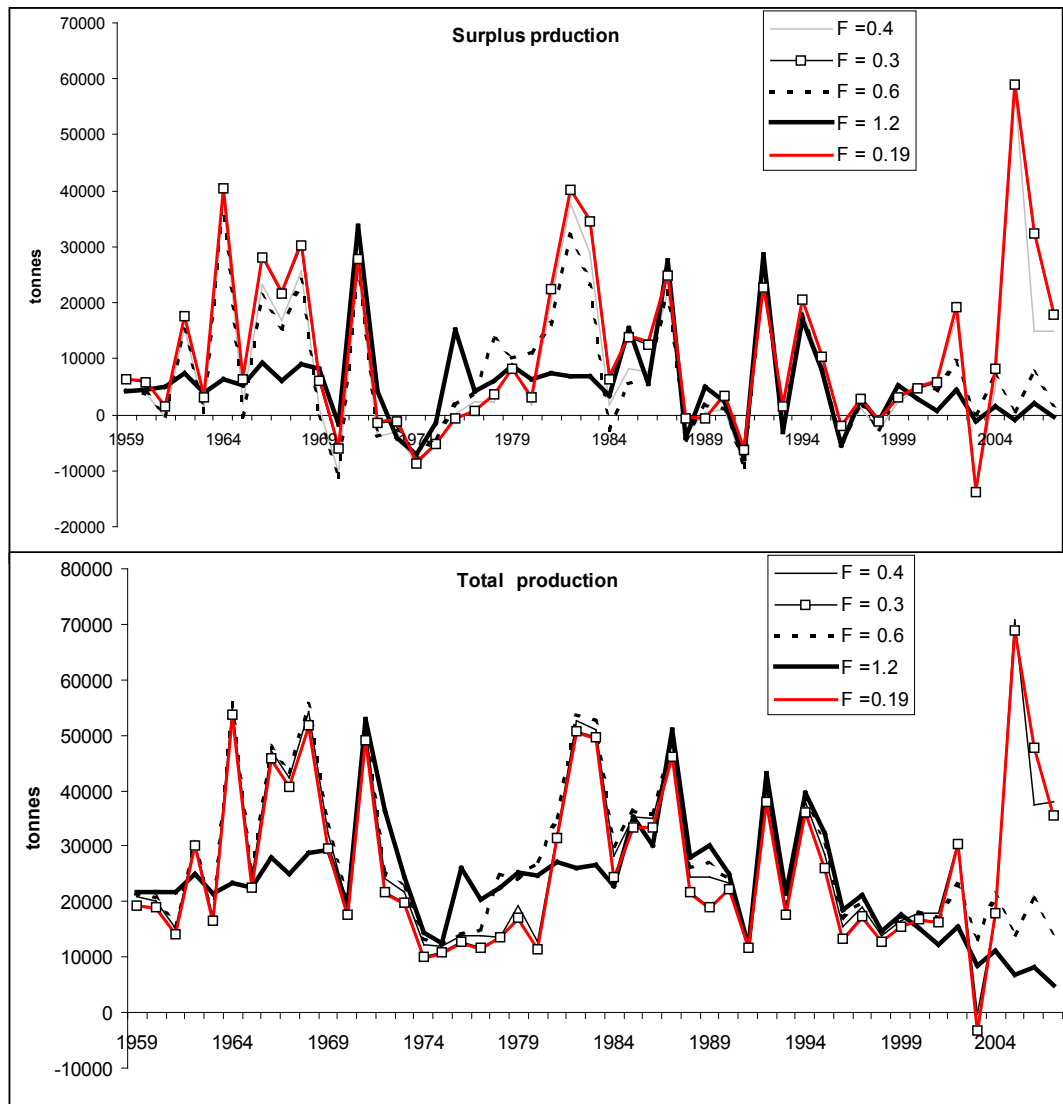 Surplus prduction
F =0.4
F = 0.3
F = 0.6
F = 1.2
F = 0.19
tonnes
70000
60000
50000
40000
30000
20000
10000
0
-10000
-20000
1959 1964 1969 197 1979 1984 1989 1994 1999 2004
Total production
F = 0.4
F = 0.3
F = 0.6
F =1.2
F =0.19
tonnes
80000
70000
60000
50000
40000
30000
20000
10000
0
-10000
1959 1964 1969 1974 1979 1984 1989 1994 1999 2004